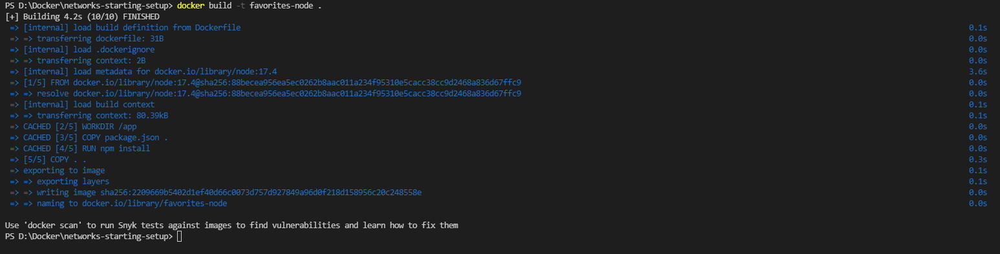 PS D:\Docker\networks-starting-setup> docker build -t favorites-node .
[+] Building 4.2s (10/10) FINISHED
=> [internal] load build definition from Dockerfile 0.1s
=> => transferring dockerfile: 31B 0.0s
=> [internal] load .dockerignore 0.0s
=> => transferring context: 2B 0.0s
=> [internal] load metadata for docker.io/library/node:17.4 3.6s
=> [1/5] FROM docker.io/library/node:17.4@sha256:88becea956ea5ec0262b8aac011a234f95310e5cacc38cc9d2468a836d67ffc9 0.0s
=> => resolve docker.io/library/node:17.4@sha256:88becea956ea5ec0262b8aac011a234f95310e5cacc38cc9d2468a836d67ffc9 0.0s
=> [internal] load build context 0.1s
=> => transferring context: 80.39kB 0.1s
=> CACHED [2/5] WORKDIR /app 0.0s
=> CACHED [3/5] COPY package.json . 0.0s
=> CACHED [4/5] RUN npm install 0.0s
=> [5/5] COPY . . 0.3s
=> exporting to image 0.1s
=> => exporting layers 0.1s
=> => writing image sha256:2209669b5402d1ef40d66c0073d757d927849a96d0f218d158956c20c248558e 0.0s
=> => naming to docker.io/library/favorites-node 0.0s
Use 'docker scan' to run Snyk tests against images to find vulnerabilities and learn how to fix them
PS D:\Docker\networks-starting-setup>